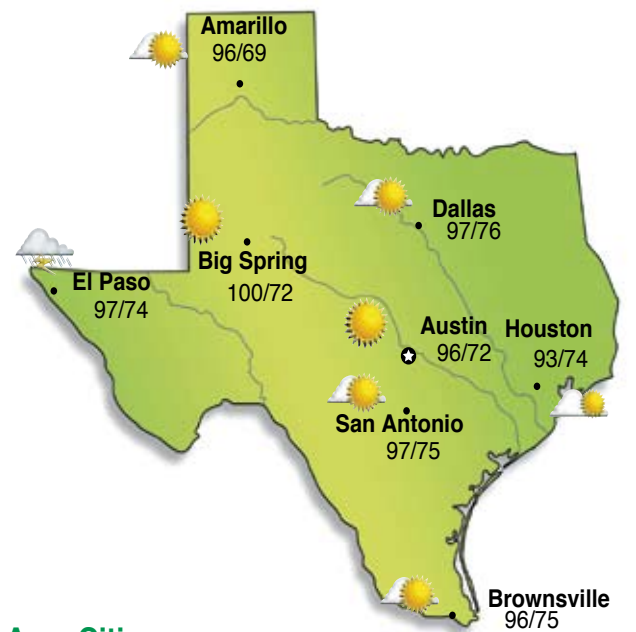 Amarillo
96/69
Dallas
97/76
Big Spring
100/72
El Paso
97/74
Austin
96/72
Houston
93/74
San Antonio
97/75
Brownsville
96/75